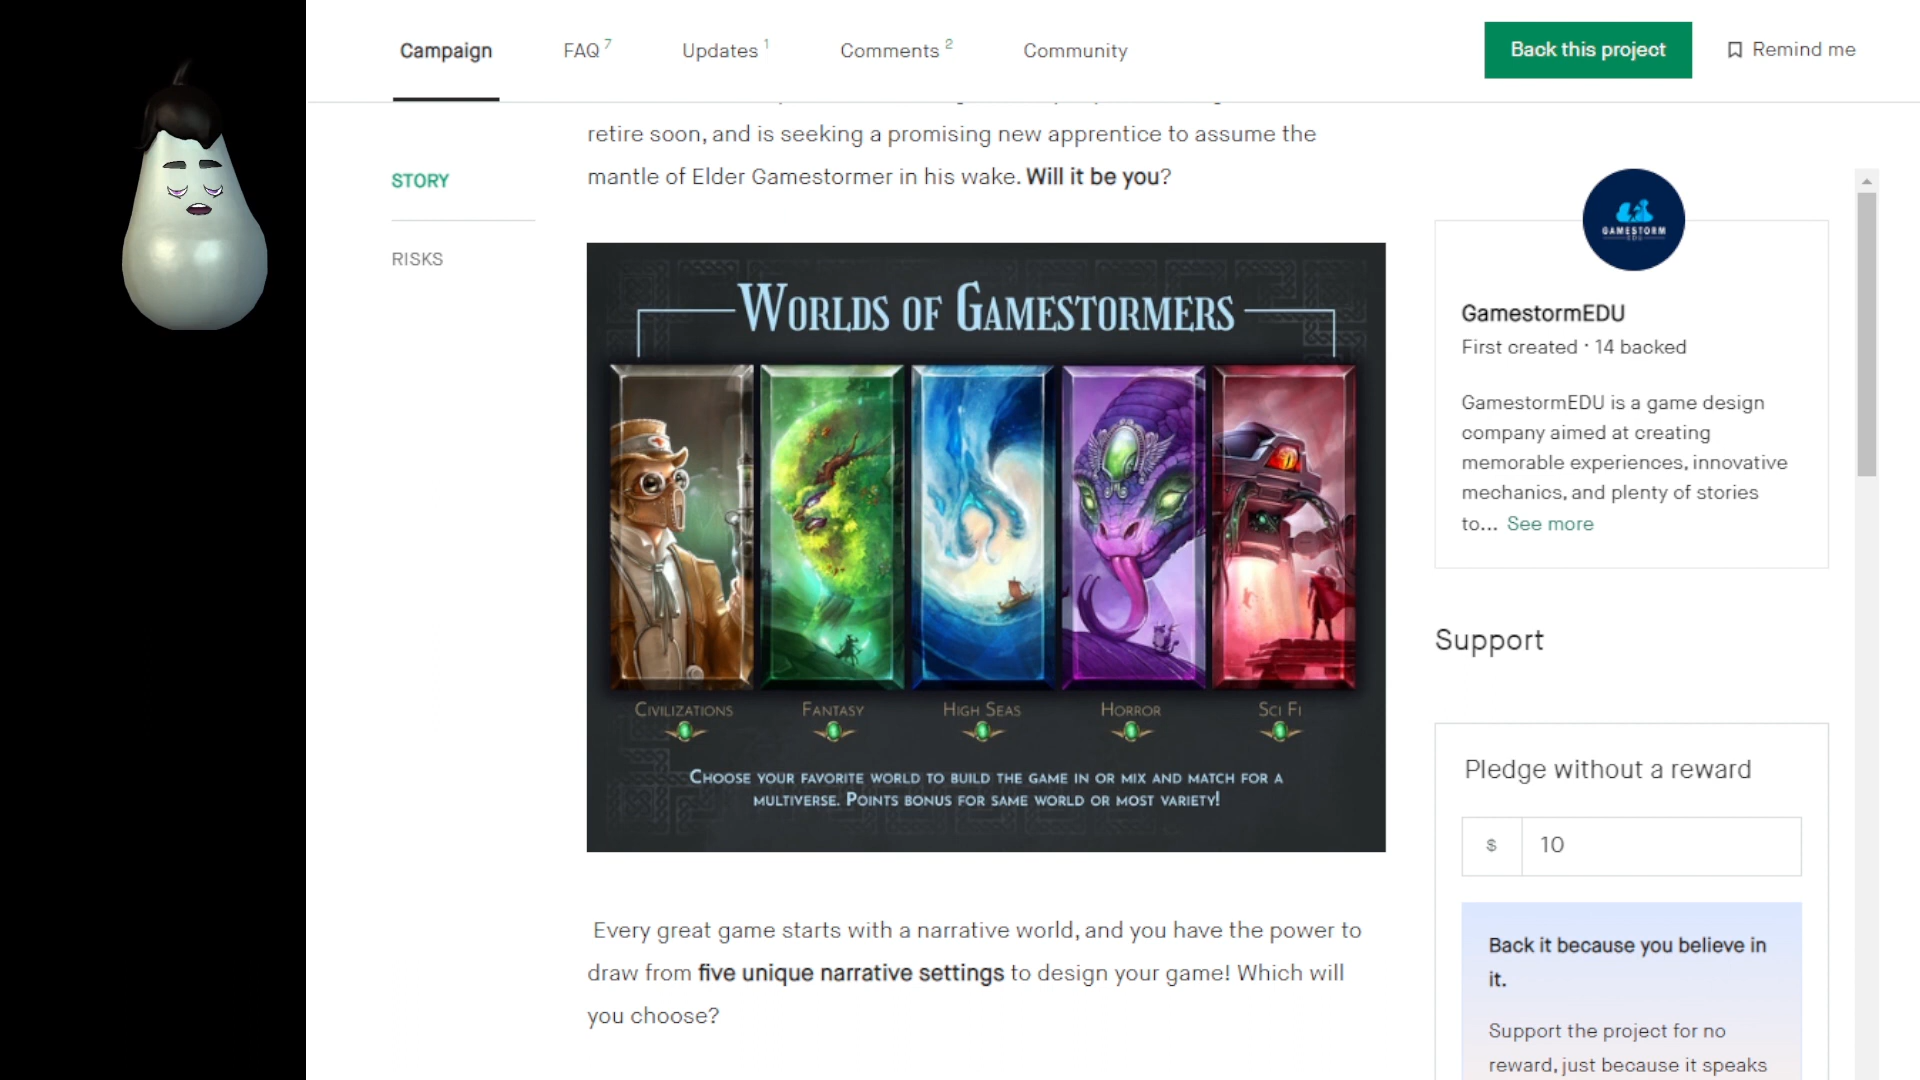 Campaign
FAQ 7
Updates 1
Comments 2
Community
Back this project
Remind me
STORY
RISKS
retire soon, and is seeking a promising new apprentice to assume the
mantle of Elder Gamestormer in his wake. Will it be you?
WORLDS OF GAMESTORMERS
CIVILIZATIONS
FANTASY
HIGH SEAS
HORROR
SCI FI
CHOOSE YOUR FAVORITE WORLD TO BUILD THE GAME IN OR MIX AND MATCH FOR A
MULTIVERSE. POINTS BONUS FOR SAME WORLD OR MOST VARIETY!
Every great game starts with a narrative world, and you have the power to
draw from five unique narrative settings to design your game! Which will
you choose?
GAMESTORM
EDU
GamestormEDU
First created · 14 backed
GamestormEDU is a game design
company aimed at creating
memorable experiences, innovative
mechanics, and plenty of stories
to... See more
Support
Pledge without a reward
$ 10
Back it because you believe in
it.
Support the project for no
reward, just because it speaks